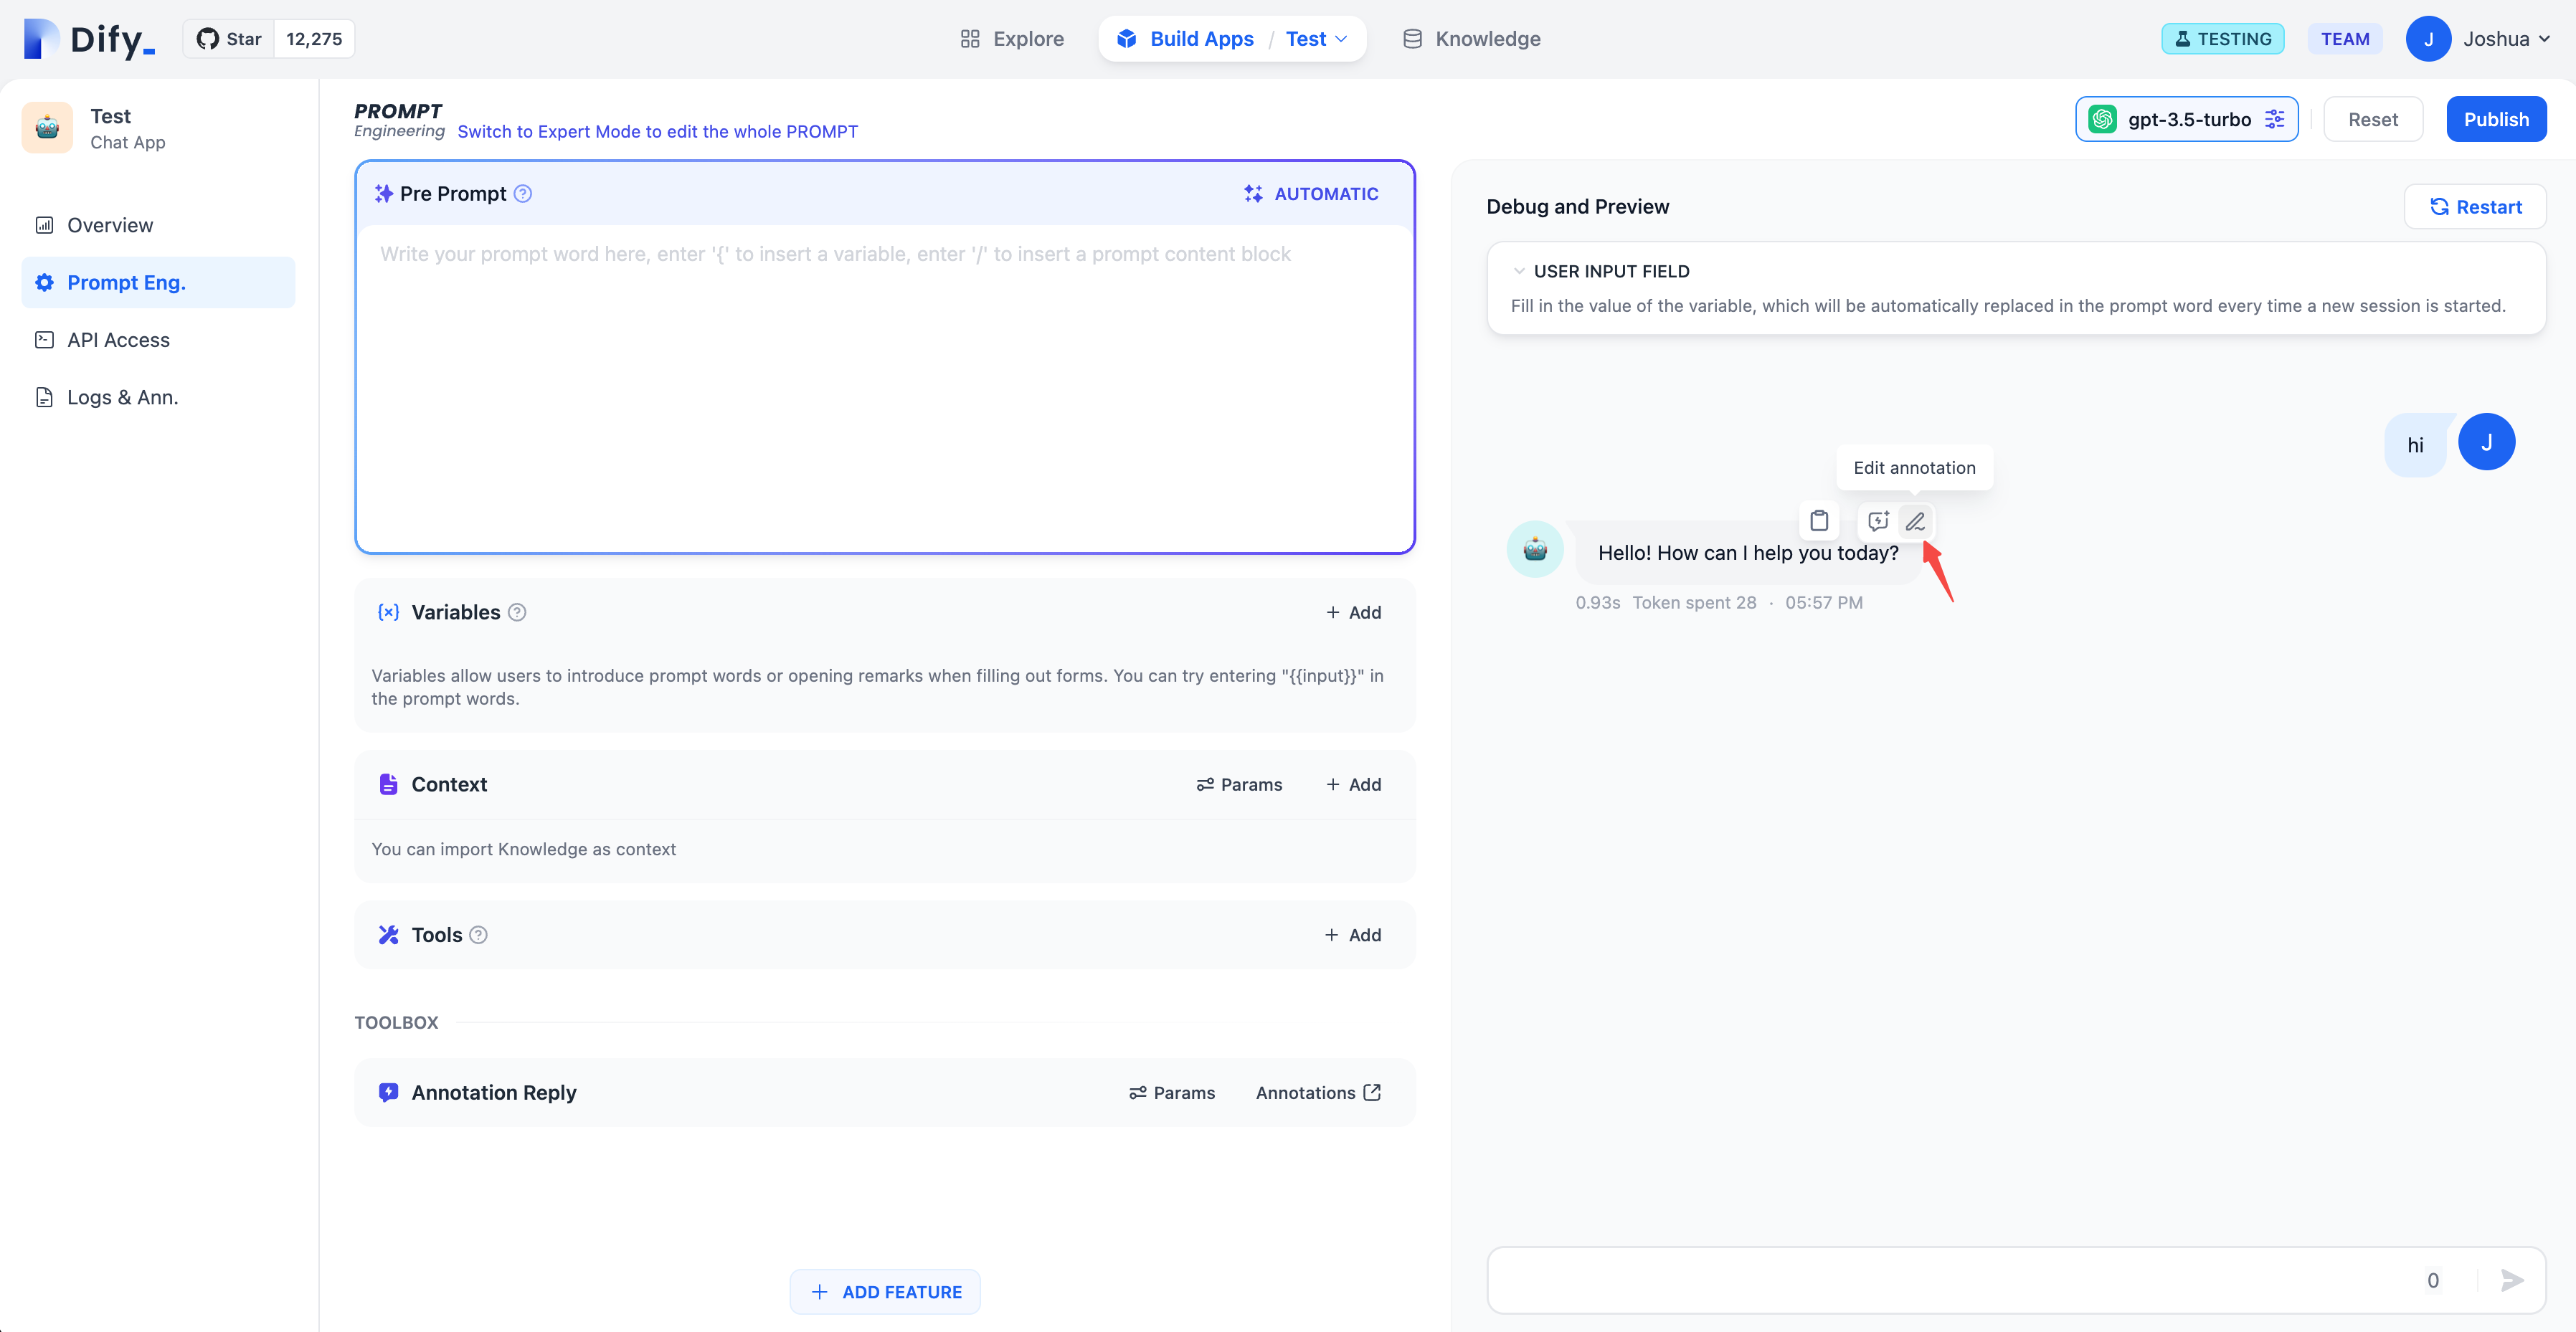 Dify_
Star 12,275
Explore
Build Apps / Test
Knowledge
TESTING
TEAM
J Joshua
Test
Chat App
Overview
Prompt Eng.
API Access
Logs & Ann.
PROMPT
Engineering
Switch to Expert Mode to edit the whole PROMPT
gpt-3.5-turbo
Reset
Publish
Pre Prompt
AUTOMATIC
Write your prompt word here, enter '{' to insert a variable, enter '/' to insert a prompt content block
Variables
+ Add
Variables allow users to introduce prompt words or opening remarks when filling out forms. You can try entering "{{input}}" in
the prompt words.
Context
Params
+ Add
You can import Knowledge as context
Tools
+ Add
TOOLBOX
Annotation Reply
Params
Annotations
+ ADD FEATURE
Debug and Preview
Restart
USER INPUT FIELD
Fill in the value of the variable, which will be automatically replaced in the prompt word every time a new session is started.
hi
J
Edit annotation
Hello! How can I help you today?
0.93s Token spent 28 · 05:57 PM
0